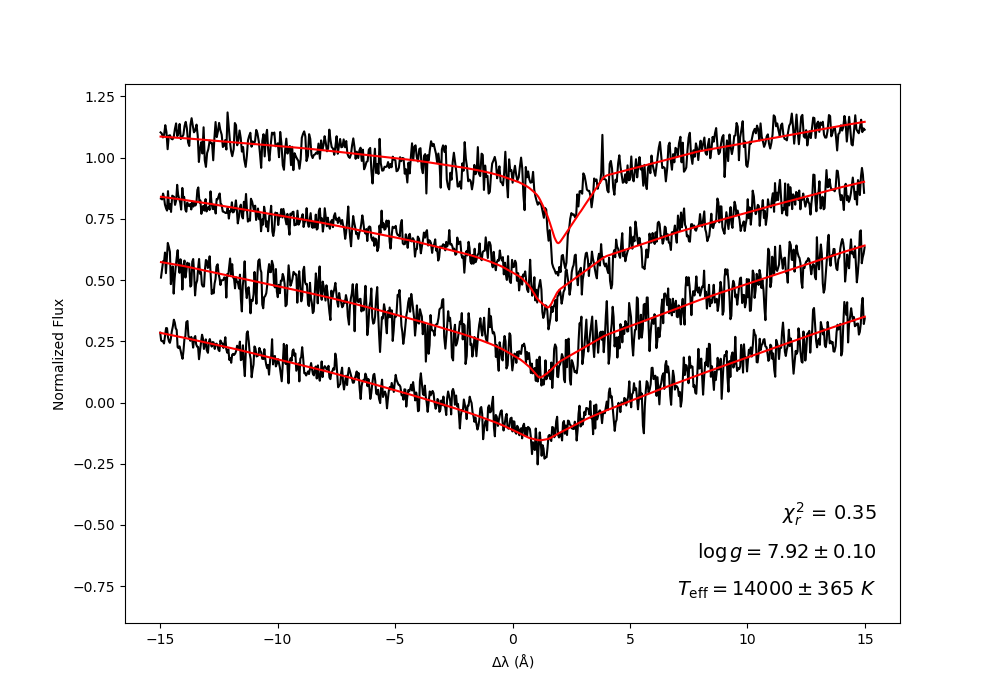 1.25
1.00
0.75
0.50
0.25
0.00
−0.25
−0.50
−0.75
Normalized Flux
χ²ᵣ = 0.35
log g = 7.92 ± 0.10
T_eff = 14000 ± 365 K
−15 −10 −5 0 5 10 15
Δλ (Å)